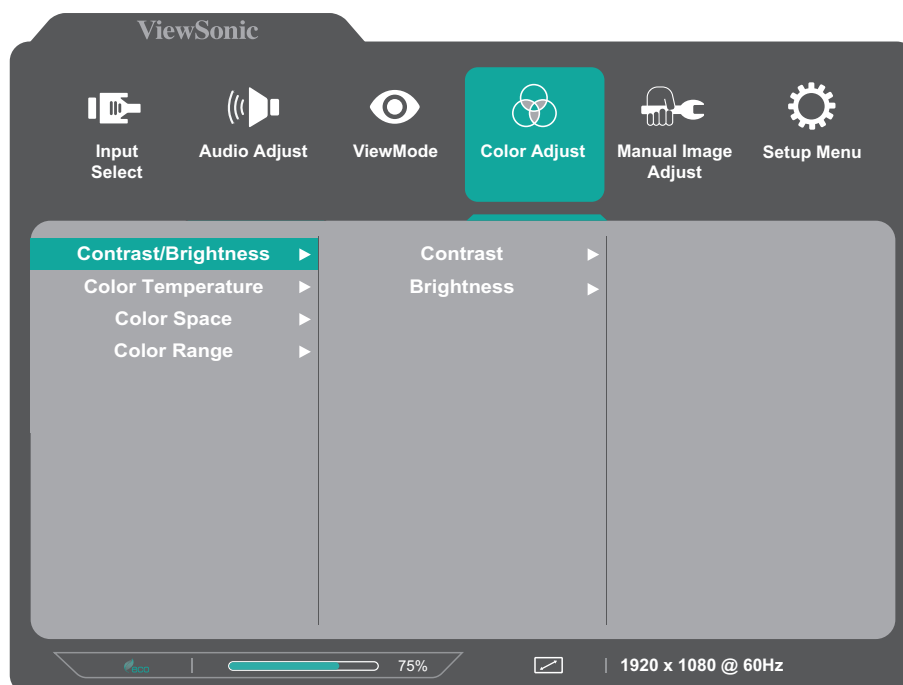 ViewSonic
Input Select
Audio Adjust
ViewMode
Color Adjust
Manual Image Adjust
Setup Menu
Contrast/Brightness
Contrast
Color Temperature
Brightness
Color Space
Color Range
eco
75%
1920 x 1080 @ 60Hz